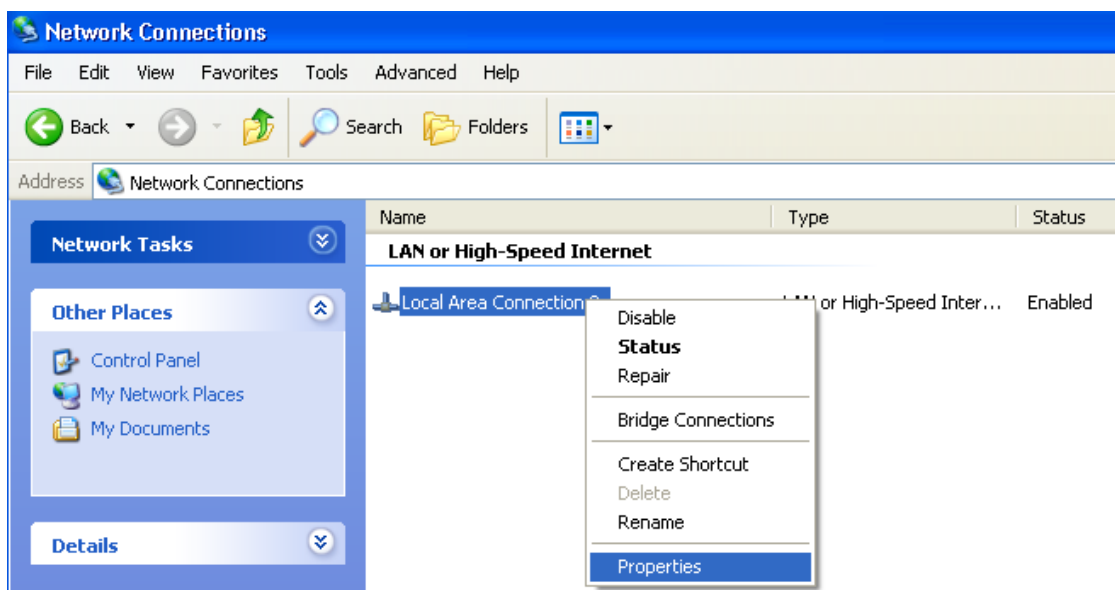 Network Connections
File Edit View Favorites Tools Advanced Help
Back Search Folders
Address Network Connections
Name Type Status
Network Tasks
LAN or High-Speed Internet
Local Area Connection or High-Speed Inter... Enabled
Other Places
Control Panel
My Network Places
My Documents
Details
Disable
Status
Repair
Bridge Connections
Create Shortcut
Delete
Rename
Properties